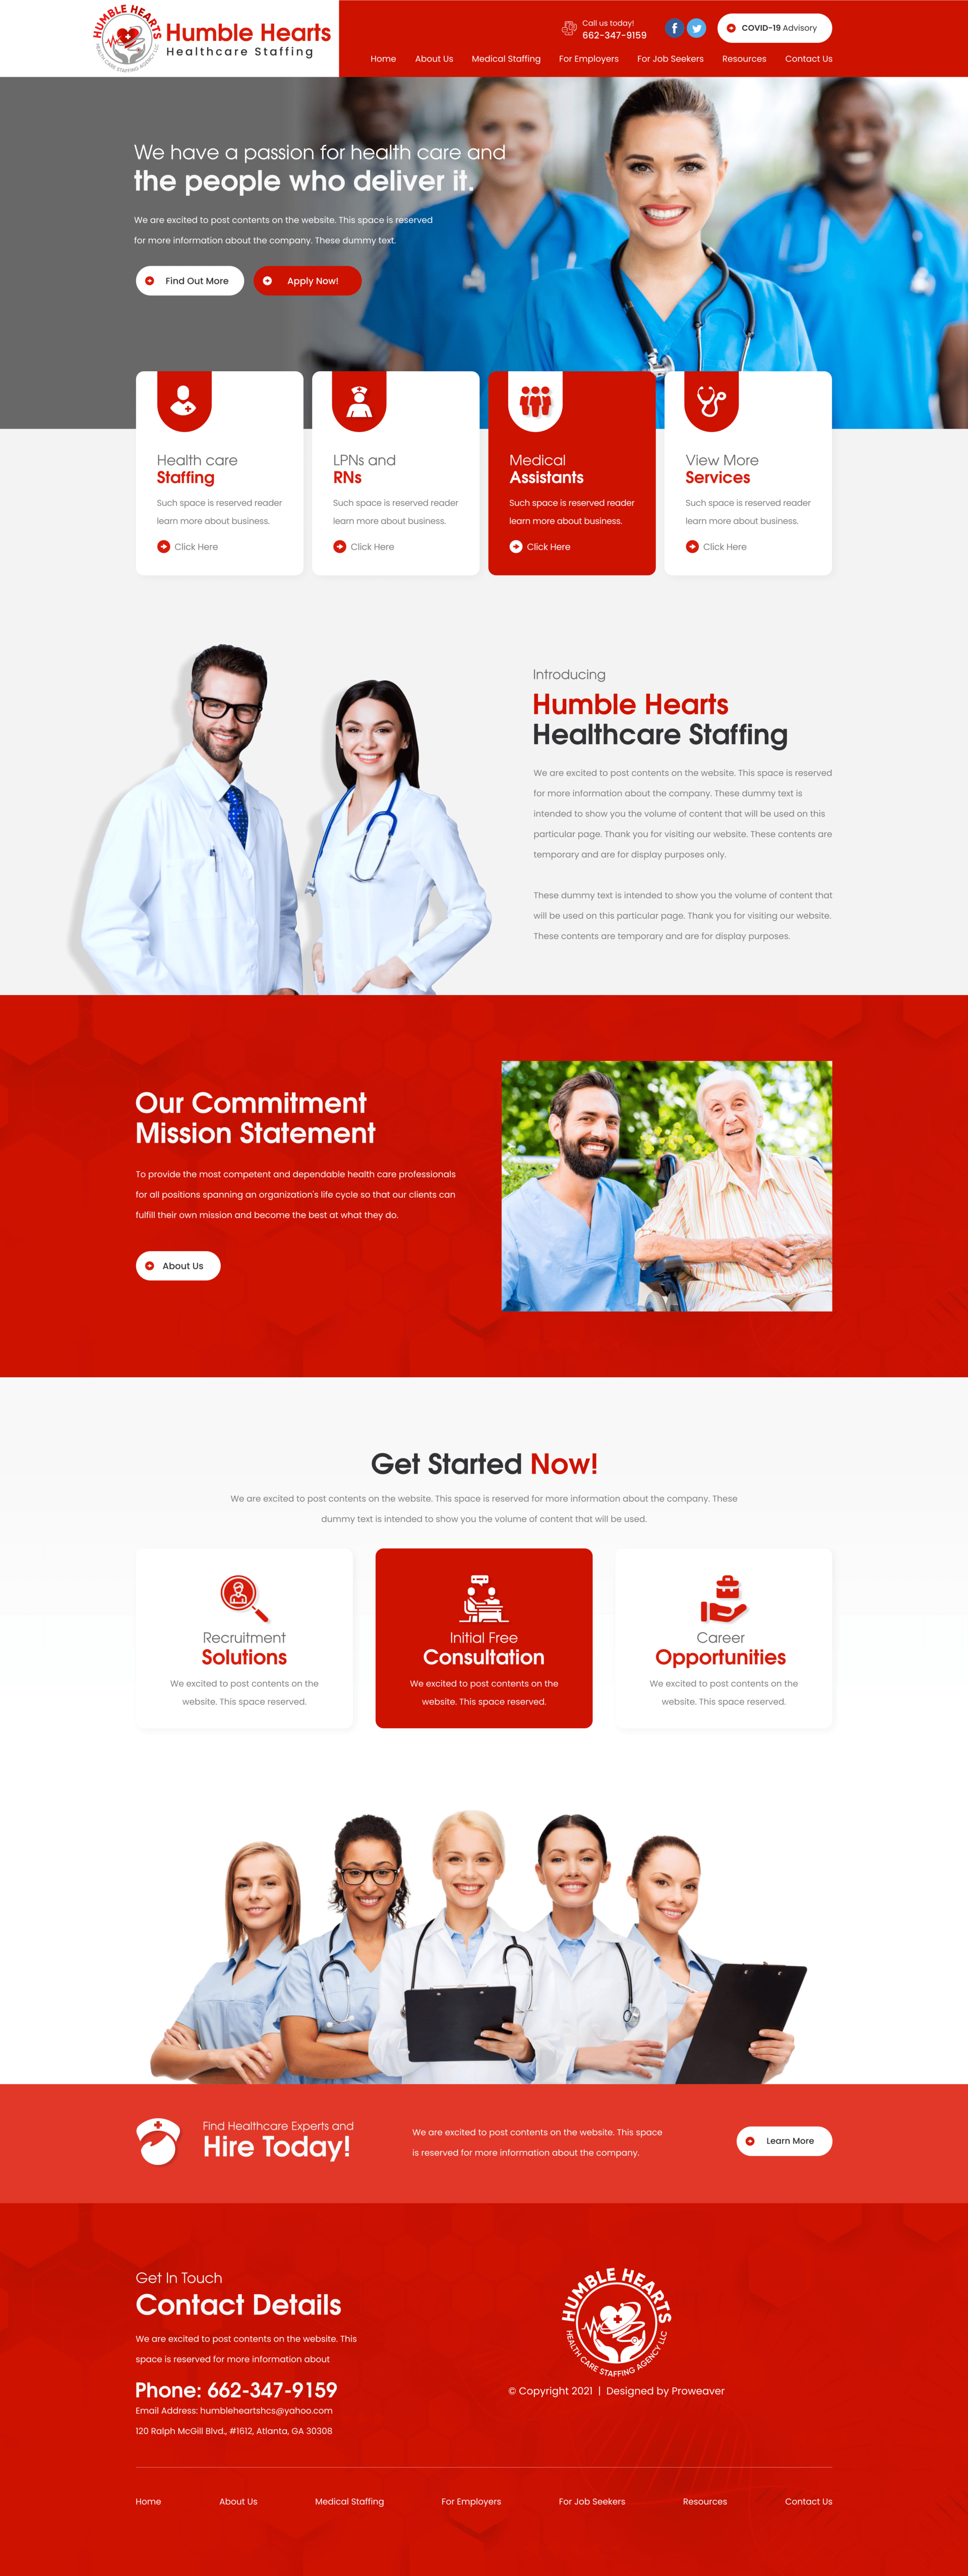 HUMBLE HEARTS
HEALTH CARE STAFFING AGENCY LLC
Humble Hearts
Healthcare Staffing
Call us today!
662-347-9159
f
COVID-19 Advisory
Home About Us Medical Staffing For Employers For Job Seekers Resources Contact Us
We have a passion for health care and
the people who deliver it.
We are excited to post contents on the website. This space is reserved
for more information about the company. These dummy text.
Find Out More Apply Now!
Health care
Staffing
Such space is reserved reader
learn more about business.
Click Here
LPNs and
RNs
Such space is reserved reader
learn more about business.
Click Here
Medical
Assistants
Such space is reserved reader
learn more about business.
Click Here
View More
Services
Such space is reserved reader
learn more about business.
Click Here
Introducing
Humble Hearts
Healthcare Staffing
We are excited to post contents on the website. This space is reserved
for more information about the company. These dummy text is
intended to show you the volume of content that will be used on this
particular page. Thank you for visiting our website. These contents are
temporary and are for display purposes only.
These dummy text is intended to show you the volume of content that
will be used on this particular page. Thank you for visiting our website.
These contents are temporary and are for display purposes.
Our Commitment
Mission Statement
To provide the most competent and dependable health care professionals
for all positions spanning an organization's life cycle so that our clients can
fulfill their own mission and become the best at what they do.
About Us
Get Started Now!
We are excited to post contents on the website. This space is reserved for more information about the company. These
dummy text is intended to show you the volume of content that will be used.
Recruitment
Solutions
We excited to post contents on the
website. This space reserved.
Initial Free
Consultation
We excited to post contents on the
website. This space reserved.
Career
Opportunities
We excited to post contents on the
website. This space reserved.
Find Healthcare Experts and
Hire Today!
We are excited to post contents on the website. This space
is reserved for more information about the company.
Learn More
Get In Touch
Contact Details
We are excited to post contents on the website. This
space is reserved for more information about
Phone: 662-347-9159
Email Address: humbleheartshcs@yahoo.com
120 Ralph McGill Blvd., #1612, Atlanta, GA 30308
HUMBLE HEARTS
HEALTH CARE STAFFING AGENCY LLC
© Copyright 2021 | Designed by Proweaver
Home About Us Medical Staffing For Employers For Job Seekers Resources Contact Us